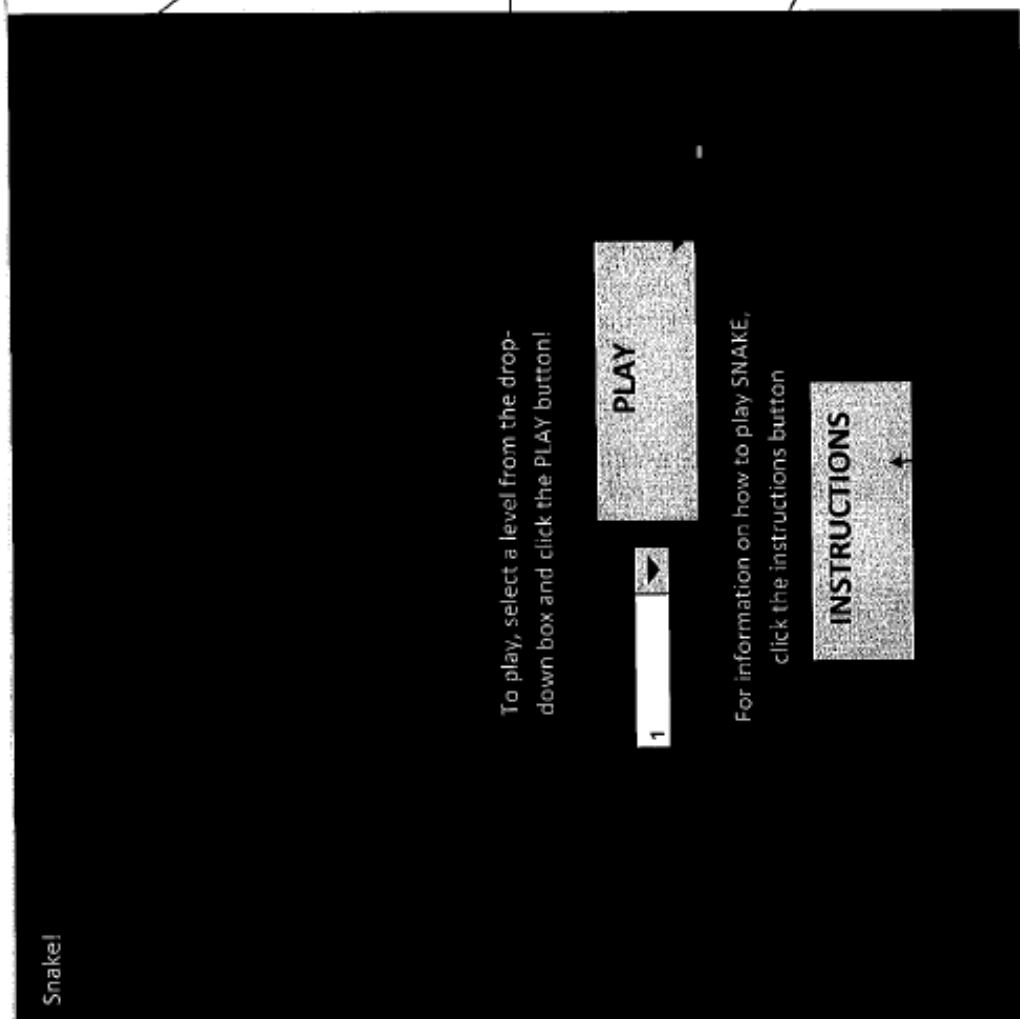 Snake!
To play, select a level from the drop-
down box and click the PLAY button!
1
PLAY
For information on how to play SNAKE,
click the instructions button
INSTRUCTIONS